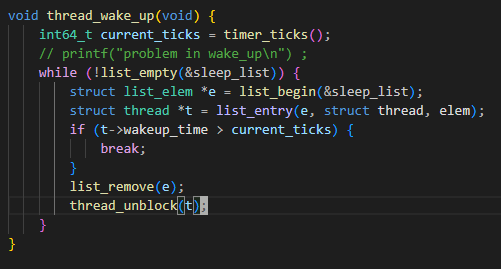 void thread_wake_up(void) {
    int64_t current_ticks = timer_ticks();
    // printf("problem in wake_up\n") ;
    while (!list_empty(&sleep_list)) {
        struct list_elem *e = list_begin(&sleep_list);
        struct thread *t = list_entry(e, struct thread, elem);
        if (t->wakeup_time > current_ticks) {
            break;
        }
        list_remove(e);
        thread_unblock(t);
    }
}